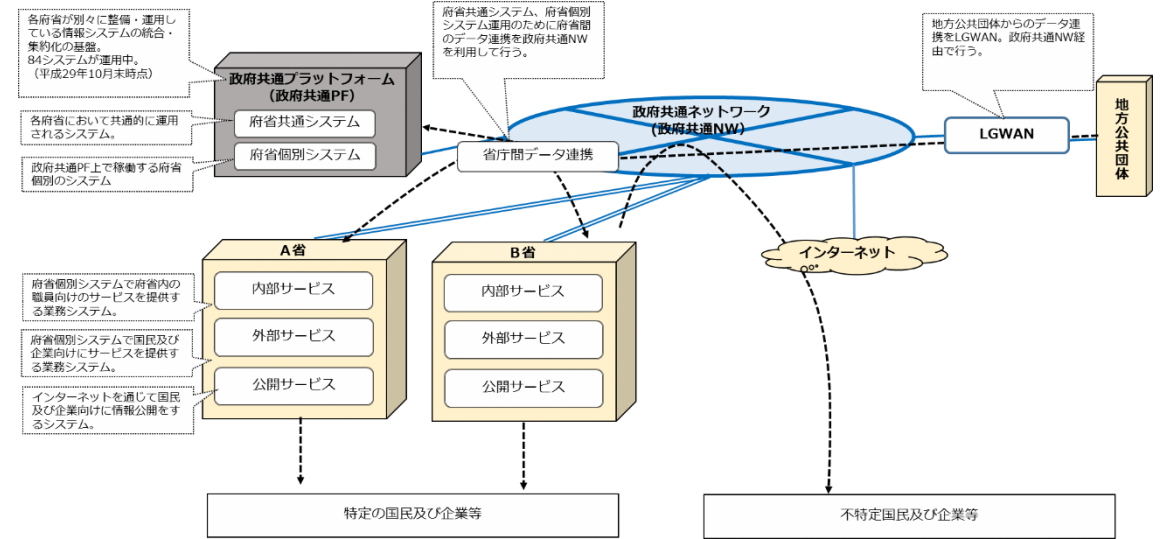 各府省が別々に整備・運用し
ている情報システムの統合・
集約化の基盤。
84システムが運用中。
（平成29年10月末時点）
府省共通システム、府省個別
システム運用のために府省間
のデータ連携を政府共通NW
を利用して行う。
地方公共団体からのデータ連
携をLGWAN。政府共通NW経
由で行う。
政府共通プラットフォーム
（政府共通PF）
府省共通システム
府省個別システム
各府省において共通的に運用
されるシステム。
政府共通PF上で稼働する府省
個別のシステム
政府共通ネットワーク
(政府共通NW)
省庁間データ連携
LGWAN
地方公共団体
インターネット
A省
内部サービス
外部サービス
公開サービス
B省
内部サービス
外部サービス
公開サービス
府省個別システムで府省内の
職員向けのサービスを提供す
る業務システム。
府省個別システムで国民及び
企業向けにサービスを提供す
る業務システム。
インターネットを通じて国民
及び企業向けに情報公開をす
るシステム。
特定の国民及び企業等
不特定国民及び企業等